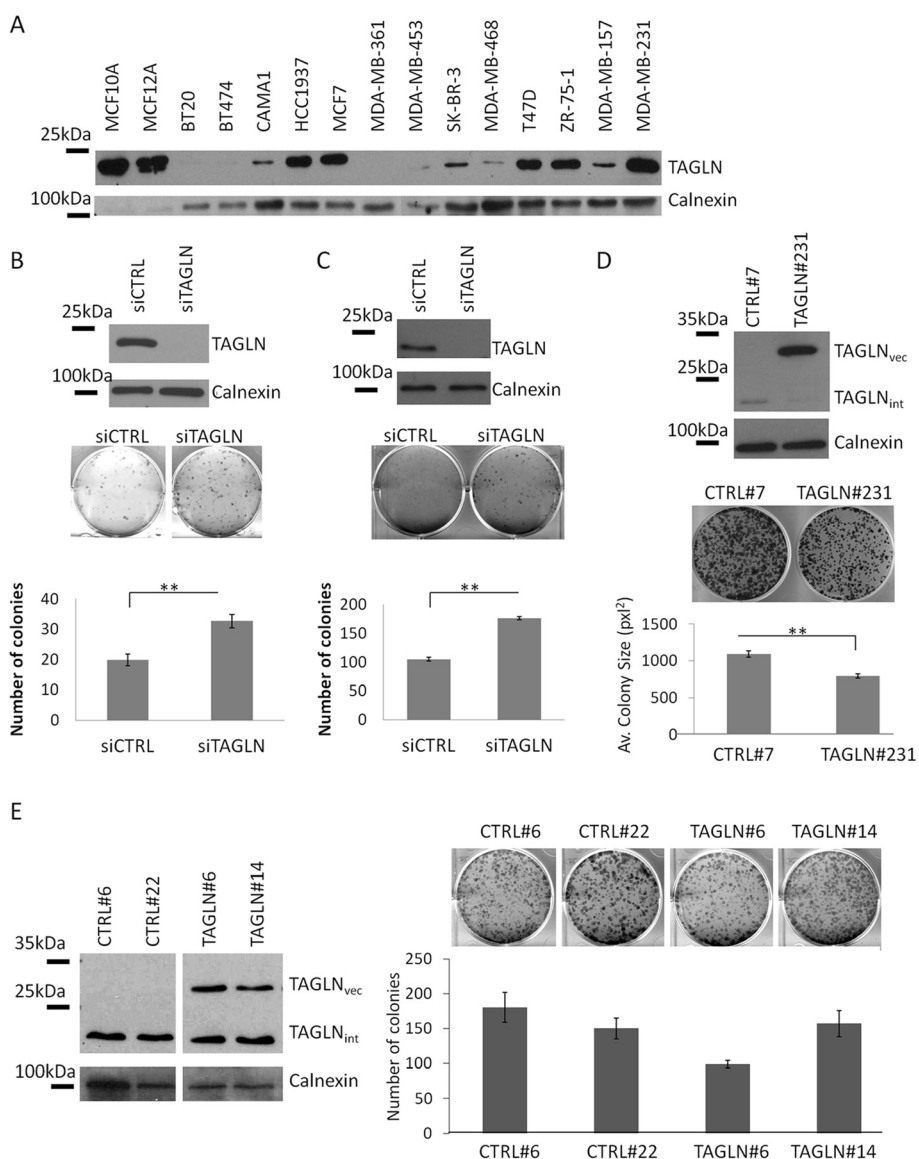 A
MCF10A
MCF12A
BT20
BT474
CAMA1
HCC1937
MCF7
MDA-MB-361
MDA-MB-453
SK-BR-3
MDA-MB-468
T47D
ZR-75-1
MDA-MB-157
MDA-MB-231
25kDa
TAGLN
100kDa
Calnexin
B
siCTRL
siTAGLN
25kDa
TAGLN
100kDa
Calnexin
siCTRL siTAGLN
Number of colonies
**
40
30
20
10
0
siCTRL siTAGLN
C
siCTRL
siTAGLN
25kDa
TAGLN
100kDa
Calnexin
siCTRL siTAGLN
Number of colonies
**
200
150
100
50
0
siCTRL siTAGLN
D
CTRL#7
TAGLN#231
35kDa
TAGLNvec
25kDa
TAGLNint
100kDa
Calnexin
CTRL#7 TAGLN#231
Av. Colony Size (pxl²)
**
1500
1000
500
0
CTRL#7 TAGLN#231
E
CTRL#6
CTRL#22
TAGLN#6
TAGLN#14
35kDa
TAGLNvec
25kDa
TAGLNint
100kDa
Calnexin
CTRL#6 CTRL#22 TAGLN#6 TAGLN#14
Number of colonies
250
200
150
100
50
0
CTRL#6 CTRL#22 TAGLN#6 TAGLN#14